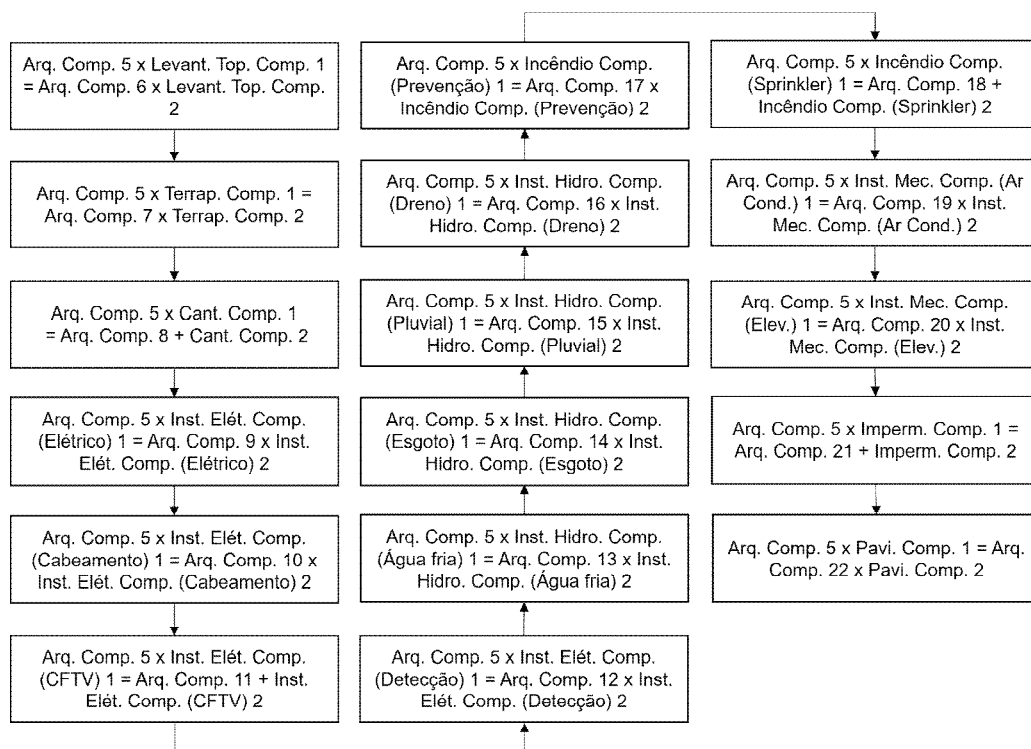 Arq. Comp. 5 x Levant. Top. Comp. 1
= Arq. Comp. 6 x Levant. Top. Comp.
2
Arq. Comp. 5 x Terrap. Comp. 1 =
Arq. Comp. 7 x Terrap. Comp. 2
Arq. Comp. 5 x Cant. Comp. 1
= Arq. Comp. 8 + Cant. Comp. 2
Arq. Comp. 5 x Inst. Elét. Comp.
(Elétrico) 1 = Arq. Comp. 9 x Inst.
Elét. Comp. (Elétrico) 2
Arq. Comp. 5 x Inst. Elét. Comp.
(Cabeamento) 1 = Arq. Comp. 10 x
Inst. Elét. Comp. (Cabeamento) 2
Arq. Comp. 5 x Inst. Elét. Comp.
(CFTV) 1 = Arq. Comp. 11 + Inst.
Elét. Comp. (CFTV) 2
Arq. Comp. 5 x Inst. Elét. Comp.
(Detecção) 1 = Arq. Comp. 12 x Inst.
Elét. Comp. (Detecção) 2
Arq. Comp. 5 x Inst. Hidro. Comp.
(Água fria) 1 = Arq. Comp. 13 x Inst.
Hidro. Comp. (Água fria) 2
Arq. Comp. 5 x Inst. Hidro. Comp.
(Esgoto) 1 = Arq. Comp. 14 x Inst.
Hidro. Comp. (Esgoto) 2
Arq. Comp. 5 x Inst. Hidro. Comp.
(Pluvial) 1 = Arq. Comp. 15 x Inst.
Hidro. Comp. (Pluvial) 2
Arq. Comp. 5 x Inst. Hidro. Comp.
(Dreno) 1 = Arq. Comp. 16 x Inst.
Hidro. Comp. (Dreno) 2
Arq. Comp. 5 x Incêndio Comp.
(Prevenção) 1 = Arq. Comp. 17 x
Incêndio Comp. (Prevenção) 2
Arq. Comp. 5 x Incêndio Comp.
(Sprinkler) 1 = Arq. Comp. 18 +
Incêndio Comp. (Sprinkler) 2
Arq. Comp. 5 x Inst. Mec. Comp. (Ar
Cond.) 1 = Arq. Comp. 19 x Inst.
Mec. Comp. (Ar Cond.) 2
Arq. Comp. 5 x Inst. Mec. Comp.
(Elev.) 1 = Arq. Comp. 20 x Inst.
Mec. Comp. (Elev.) 2
Arq. Comp. 5 x Imperm. Comp. 1 =
Arq. Comp. 21 + Imperm. Comp. 2
Arq. Comp. 5 x Pavi. Comp. 1 = Arq.
Comp. 22 x Pavi. Comp. 2